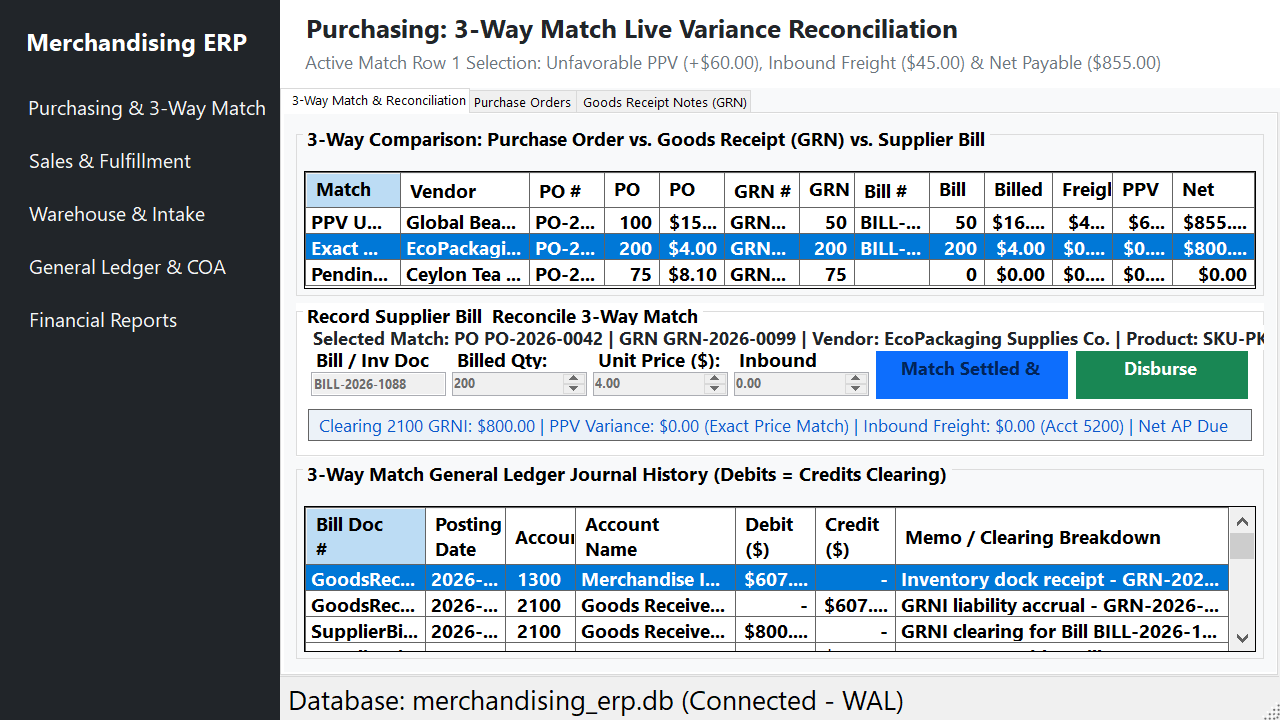 Merchandising ERP
Purchasing & 3-Way Match
Sales & Fulfillment
Warehouse & Intake
General Ledger & COA
Financial Reports
Purchasing: 3-Way Match Live Variance Reconciliation
Active Match Row 1 Selection: Unfavorable PPV (+$60.00), Inbound Freight ($45.00) & Net Payable ($855.00)
3-Way Match & Reconciliation Purchase Orders Goods Receipt Notes (GRN)
3-Way Comparison: Purchase Order vs. Goods Receipt (GRN) vs. Supplier Bill
Match Vendor PO # PO PO GRN # GRN Bill # Bill Billed Freigl PPV Net
PPV U... Global Bea... PO-2... 100 $15... GRN... 50 BILL-... 50 $16.... $4... $6... $855....
Exact ... EcoPackagi... PO-2... 200 $4.00 GRN... 200 BILL-... 200 $4.00 $0.... $0.... $800....
Pendin... Ceylon Tea ... PO-2... 75 $8.10 GRN... 75 0 $0.00 $0.... $0.... $0.00
Record Supplier Bill  Reconcile 3-Way Match
Selected Match: PO PO-2026-0042 | GRN GRN-2026-0099 | Vendor: EcoPackaging Supplies Co. | Product: SKU-PK
Bill / Inv Doc Billed Qty: Unit Price ($): Inbound
BILL-2026-1088 200 4.00 0.00 Match Settled & Disburse
Clearing 2100 GRNI: $800.00 | PPV Variance: $0.00 (Exact Price Match) | Inbound Freight: $0.00 (Acct 5200) | Net AP Due
3-Way Match General Ledger Journal History (Debits = Credits Clearing)
Bill Doc # Posting Date Accour Account Name Debit ($) Credit ($) Memo / Clearing Breakdown
GoodsRec... 2026-... 1300 Merchandise I... $607.... - Inventory dock receipt - GRN-202...
GoodsRec... 2026-... 2100 Goods Receive... - $607.... GRNI liability accrual - GRN-2026-...
SupplierBi... 2026-... 2100 Goods Receive... $800.... - GRNI clearing for Bill BILL-2026-1...
Database: merchandising_erp.db (Connected - WAL)